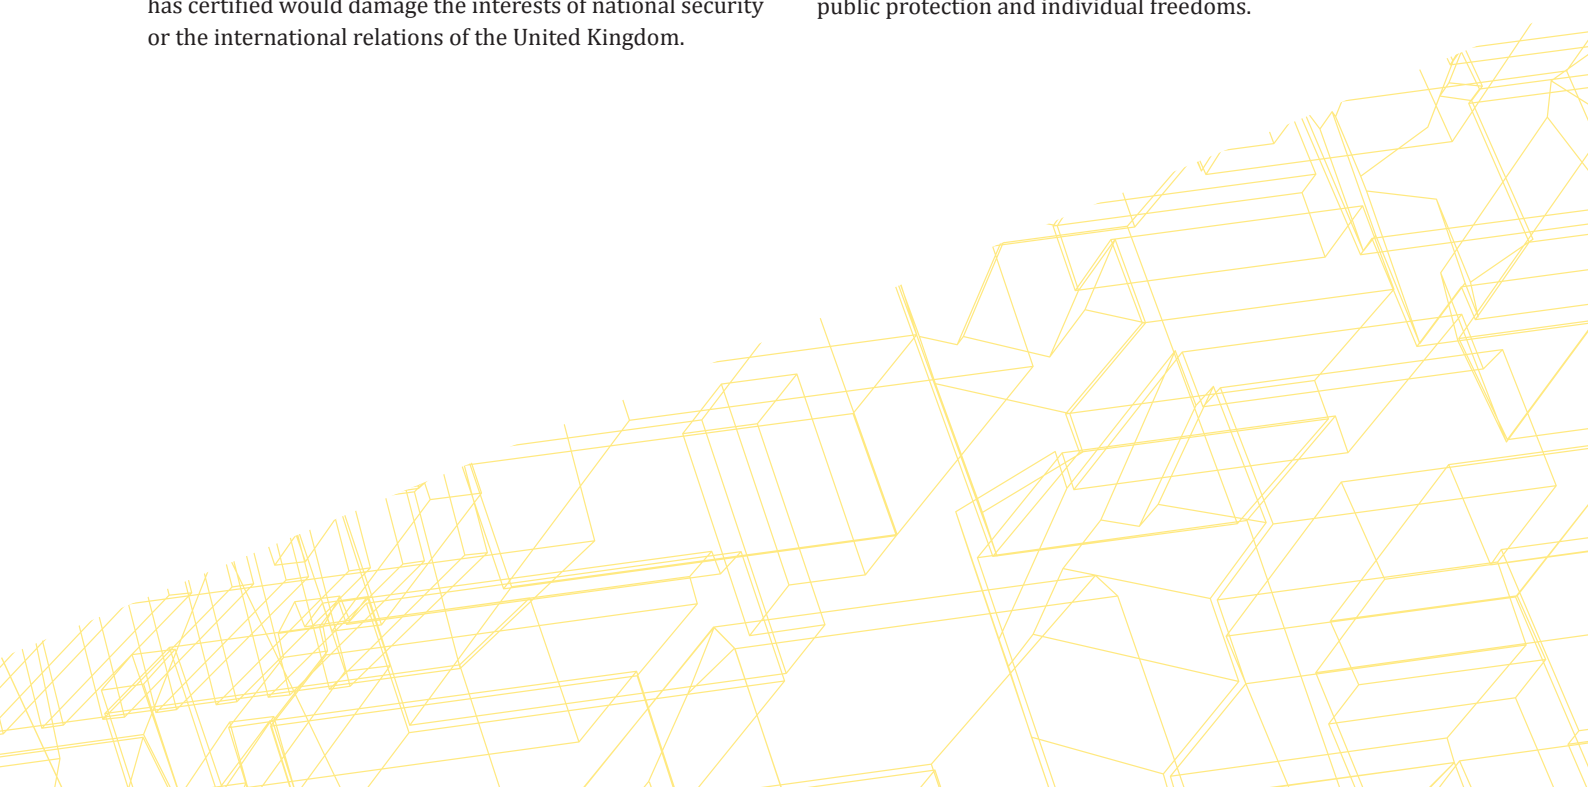 has certified would damage the interests of national security
or the international relations of the United Kingdom.
public protection and individual freedoms.